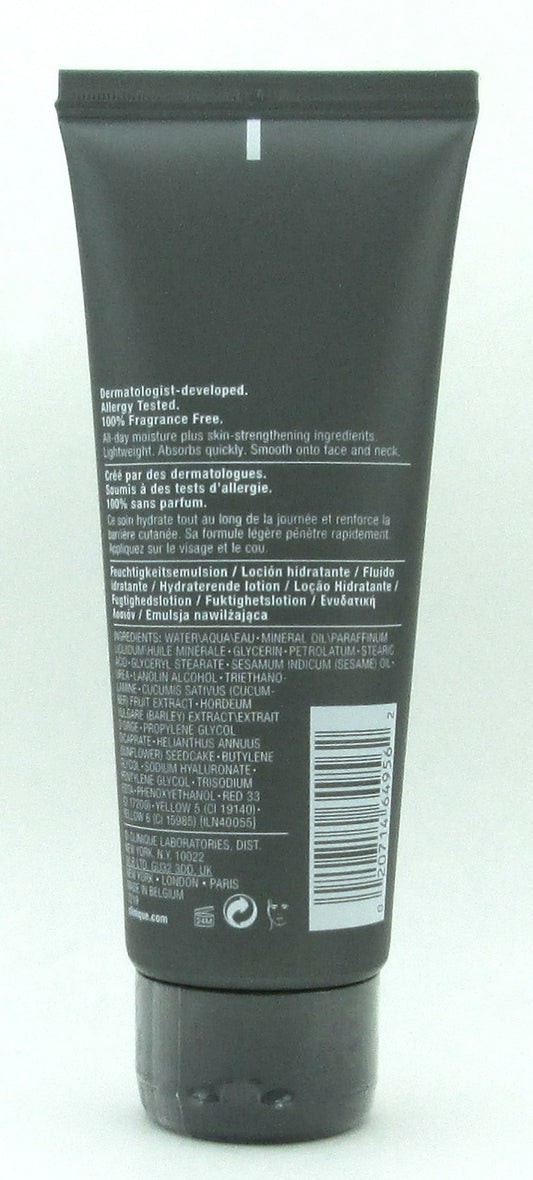 Dermatologist-developed.
Allergy Tested.
100% Fragrance Free.
All-day moisture plus skin-strengthening ingredients.
Lightweight. Absorbs quickly. Smooth onto face and neck.
Créé par des dermatologues.
Soumis à des tests d'allergie.
100% sans parfum.
Ce soin hydrate tout au long de la journée et renforce la
barrière cutanée. Sa formule légère pénètre rapidement.
Appliquez sur le visage et le cou.
Feuchtigkeitsemulsion / Loción hidratante / Fluido
idratante / Hydraterende lotion / Loção Hidratante /
Fugtighedslotion / Fuktighetslotion / Ενυδατική
Λοσιόν / Emulsja nawilżająca
INGREDIENTS: WATER\AQUA\EAU • MINERAL OIL\PARAFFINUM
LIQUIDUM\HUILE MINERALE • GLYCERIN • PETROLATUM • STEARIC
ACID • GLYCERYL STEARATE • SESAMUM INDICUM (SESAME) OIL •
UREA • LANOLIN ALCOHOL • TRIETHANO-
LAMINE • CUCUMIS SATIVUS (CUCUM-
BER) FRUIT EXTRACT • HORDEUM
VULGARE (BARLEY) EXTRACT\EXTRAIT
D'ORGE • PROPYLENE GLYCOL
DICAPRATE • HELIANTHUS ANNUUS
(SUNFLOWER) SEEDCAKE • BUTYLENE
GLYCOL • SODIUM HYALURONATE •
PENTYLENE GLYCOL • TRISODIUM
EDTA • PHENOXYETHANOL • RED 33
(CI 17200) • YELLOW 5 (CI 19140) •
YELLOW 6 (CI 15985) [ILN40055]
© CLINIQUE LABORATORIES, DIST.
NEW YORK, N.Y. 10022
GU32 3DD, UK
NEW YORK • LONDON • PARIS
MADE IN BELGIUM
clinique.com
24M
0 20714 64956 2